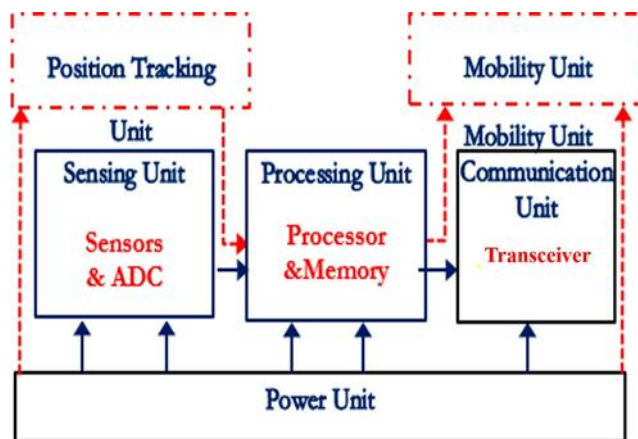 Position Tracking
Unit
Mobility Unit
Mobility Unit
Sensing Unit
Sensors
& ADC
Processing Unit
Processor
&Memory
Communication
Unit
Transceiver
Power Unit